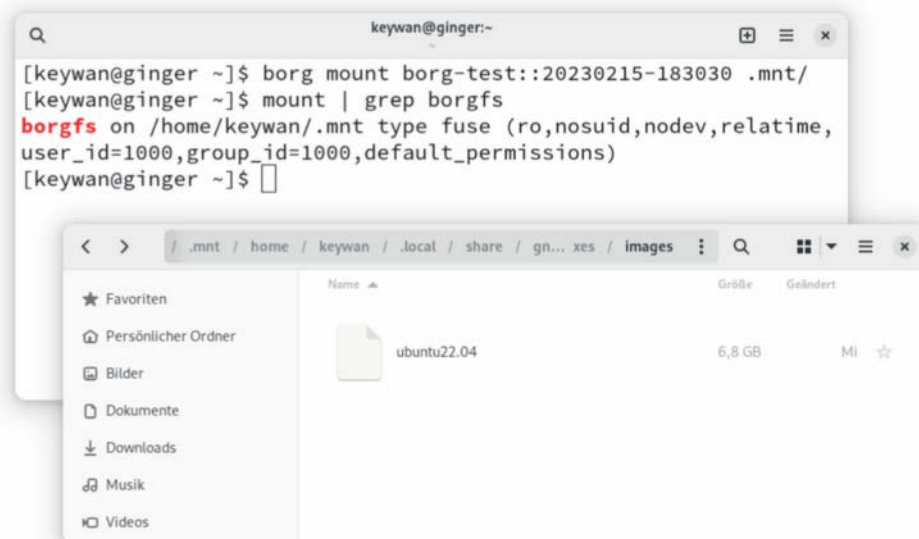 keywan@ginger:~
[keywan@ginger ~]$ borg mount borg-test::20230215-183030 .mnt/
[keywan@ginger ~]$ mount | grep borgfs
borgfs on /home/keywan/.mnt type fuse (ro,nosuid,nodev,relatime,
user_id=1000,group_id=1000,default_permissions)
[keywan@ginger ~]$
/ .mnt / home / keywan / .local / share / gn... xes / images
Name Größe Geändert
Favoriten
Persönlicher Ordner
ubuntu22.04 6,8 GB Mi
Bilder
Dokumente
Downloads
Musik
Videos